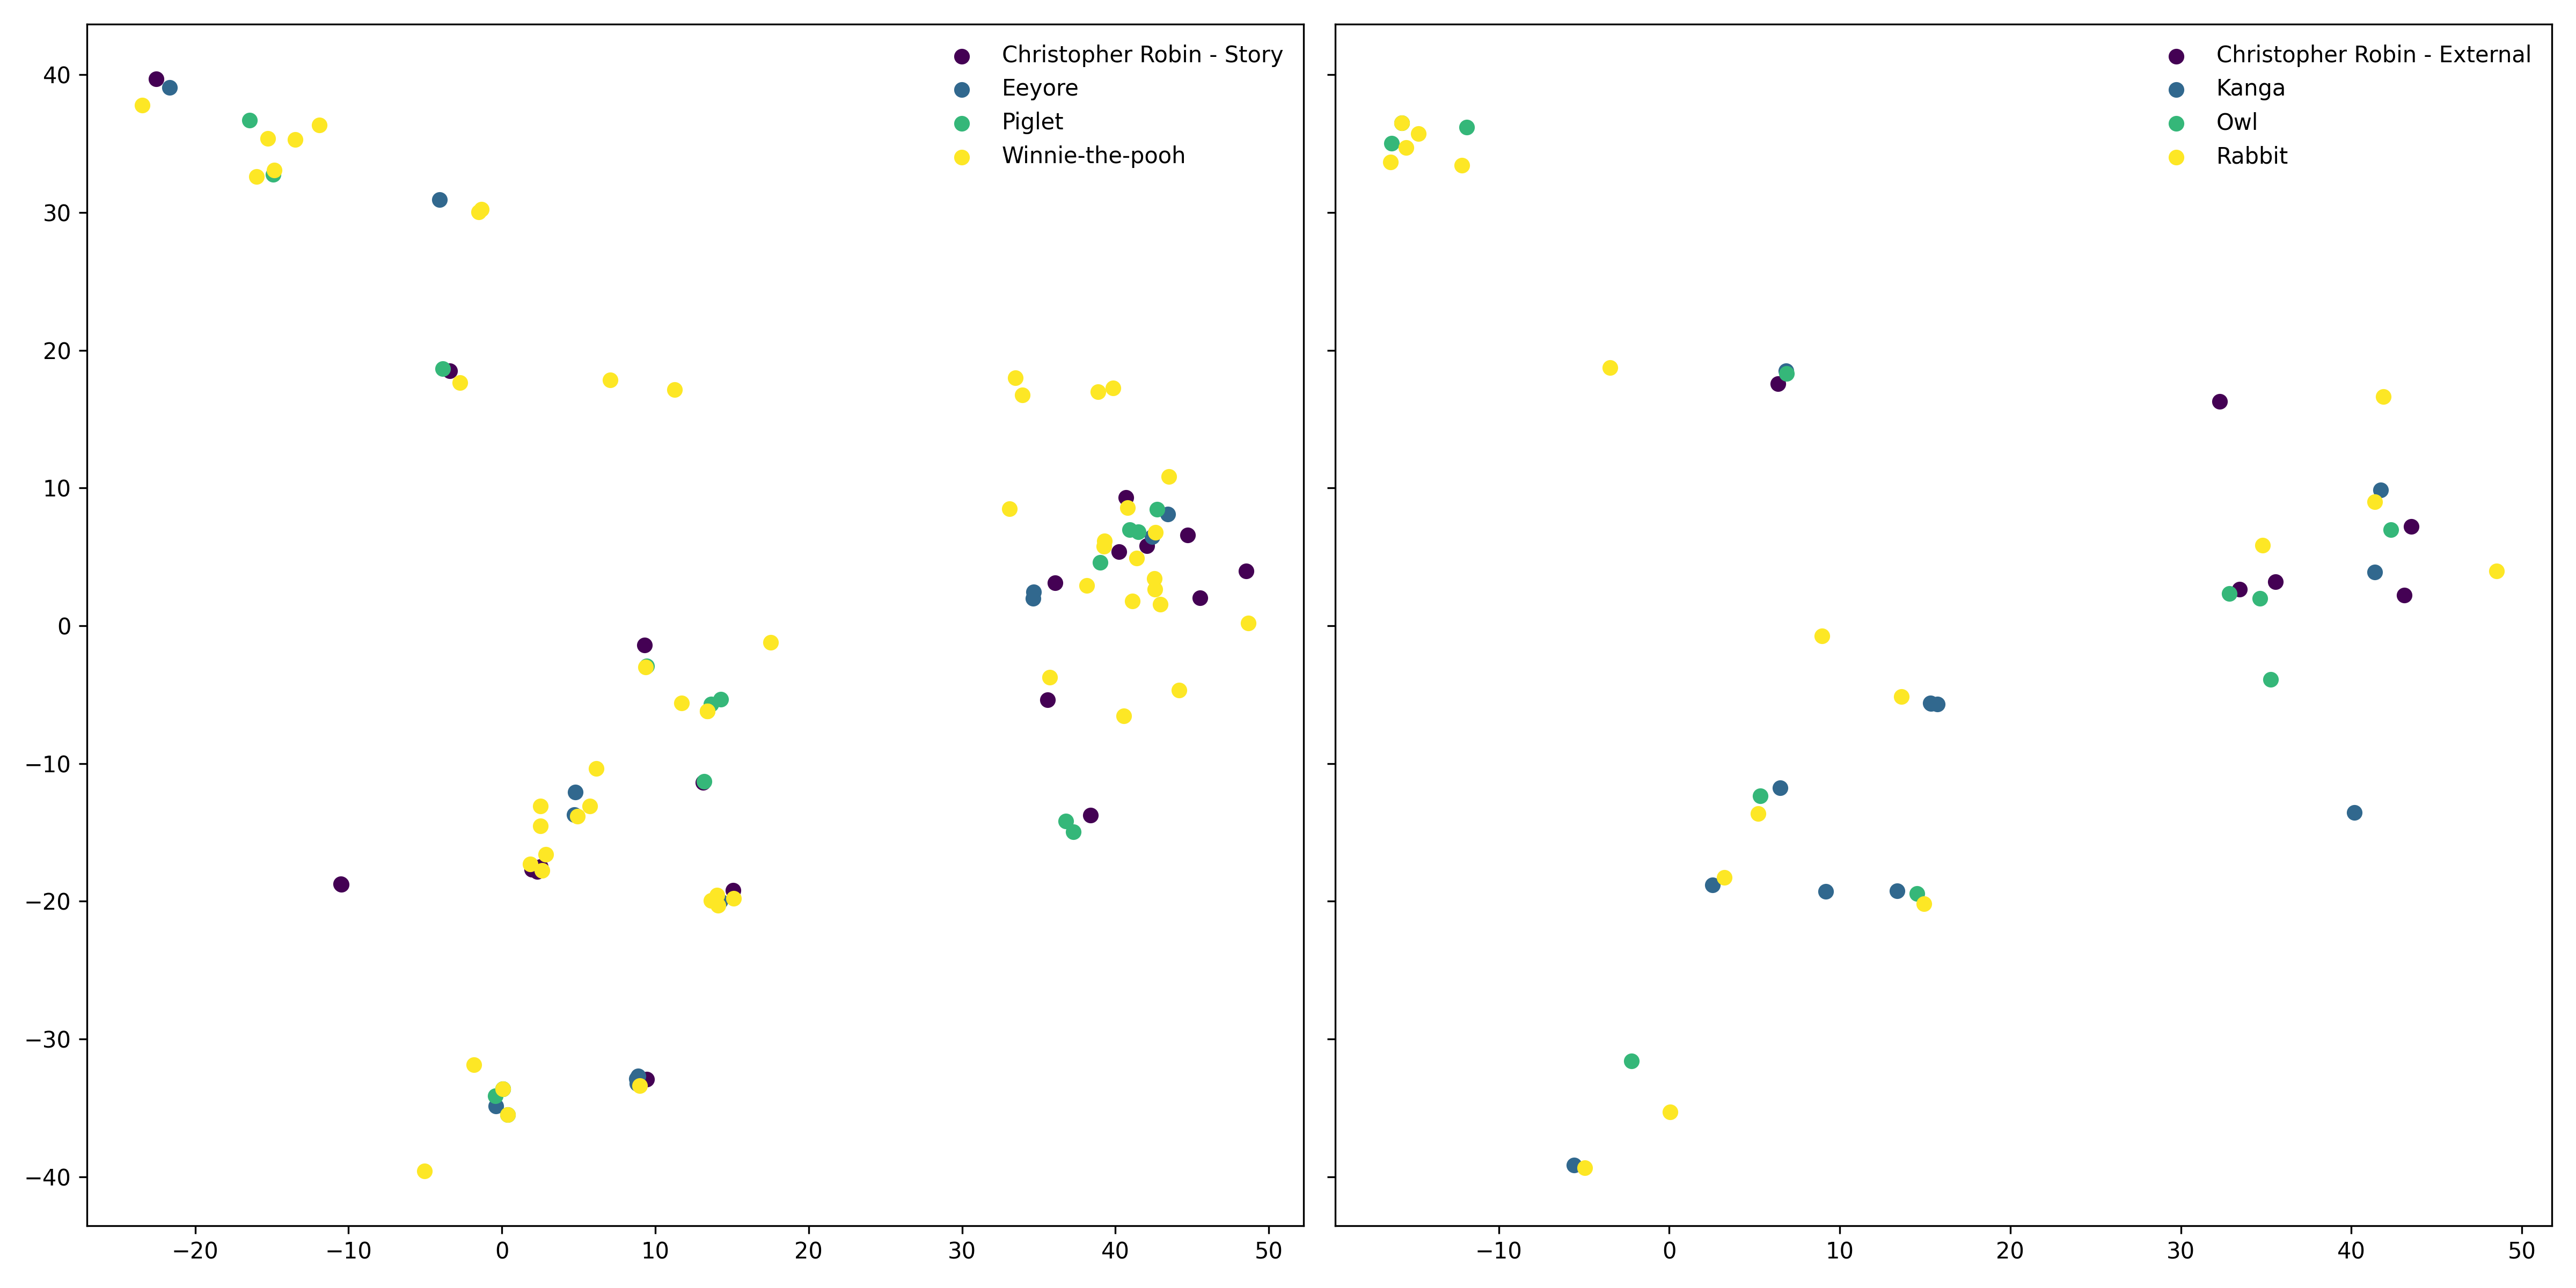 Christopher Robin - Story
Eeyore
Piglet
Winnie-the-pooh
40
30
20
10
0
−10
−20
−30
−40
−20 −10 0 10 20 30 40 50
Christopher Robin - External
Kanga
Owl
Rabbit
−10 0 10 20 30 40 50